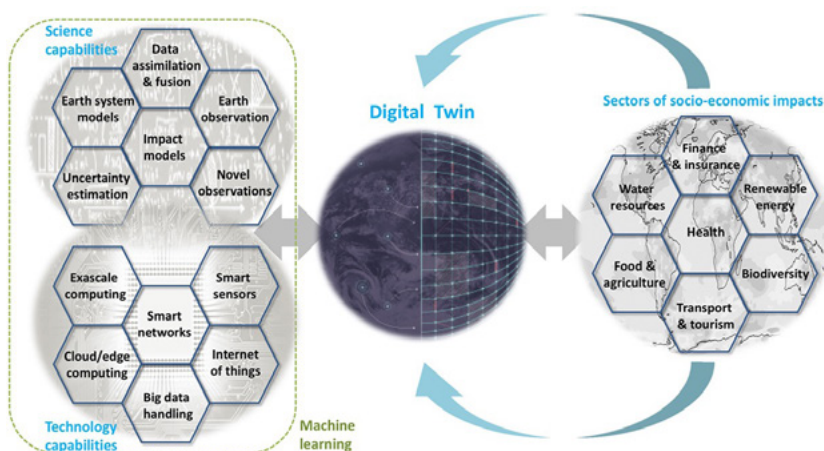 Science
capabilities
Data
assimilation
& fusion
Earth system
models
Earth
observation
Impact
models
Uncertainty
estimation
Novel
observations
Exascale
computing
Smart
sensors
Smart
networks
Cloud/edge
computing
Internet
of things
Big data
handling
Technology
capabilities
Machine
learning
Digital Twin
Sectors of socio-economic impacts
Finance
& insurance
Water
resources
Renewable
energy
Health
Food &
agriculture
Biodiversity
Transport
& tourism